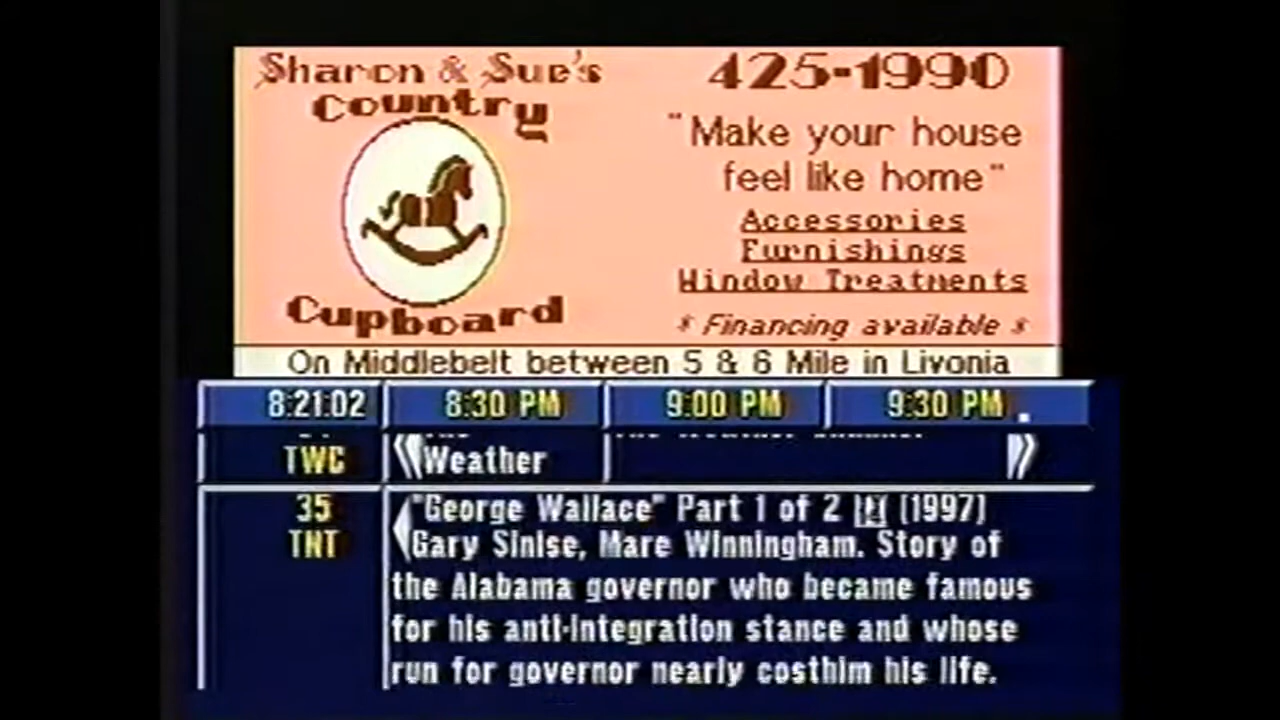 Sharon & Sue's
Country
Cupboard
425-1990
"Make your house
feel like home"
Accessories
Furnishings
Window Treatments
* Financing available *
On Middlebelt between 5 & 6 Mile in Livonia
8:21:02 8:30 PM 9:00 PM 9:30 PM
TWC Weather
35 "George Wallace" Part 1 of 2 (1997)
TNT Gary Sinise, Mare Winningham. Story of
the Alabama governor who became famous
for his anti-integration stance and whose
run for governor nearly costhim his life.